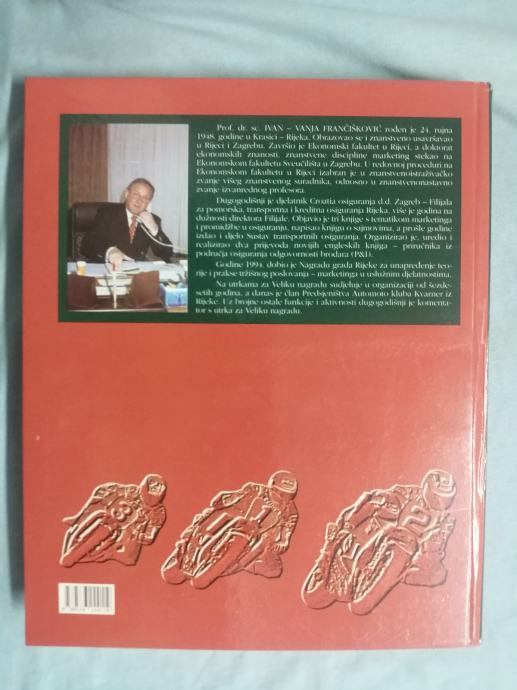 Prof. dr. sc. IVAN – VANJA FRANČIŠKOVIĆ rođen je 24. rujna
1948. godine u Krasici – Rijeka. Obrazovao se i znanstveno usavršavao
u Rijeci i Zagrebu. Završio je Ekonomski fakultet u Rijeci, a doktorat
ekonomskih znanosti, znanstvene discipline marketing stekao na
Ekonomskom fakultetu Sveučilišta u Zagrebu. U redovnoj proceduri na
Ekonomskom fakultetu u Rijeci izabran je u znanstvenoistraživačko
zvanje višeg znanstvenog suradnika, odnosno u znanstvenonastavno
zvanje izvanrednog profesora.
Dugogodišnji je djelatnik Croatia osiguranja d.d. Zagreb – Filijala
za pomorska, transportna i kreditna osiguranja Rijeka, više je godina na
dužnosti direktora Filijale. Objavio je tri knjige s tematikom marketinga
i promidžbe u osiguranju, napisao knjigu o sajmovima, a prošle godine
izdao i djelo Sustav transportnih osiguranja. Organizirao je, uredio i
realizirao dva prijevoda novijih engleskih knjiga – priručnika iz
područja osiguranja odgovornosti brodara (P&I).
Godine 1994. dobio je Nagradu grada Rijeke za unapređenje teo-
rije i prakse tržišnog poslovanja – marketinga u uslužnim djelatnostima.
Na utrkama za Veliku nagradu sudjeluje u organizaciji od šezde-
setih godina, a danas je član Predsjeništva Automoto kluba Kvarner iz
Rijeke. Uz brojne ostale funkcije i aktivnosti dugogodišnji je komenta-
tor s utrka za Veliku nagradu.
3
2